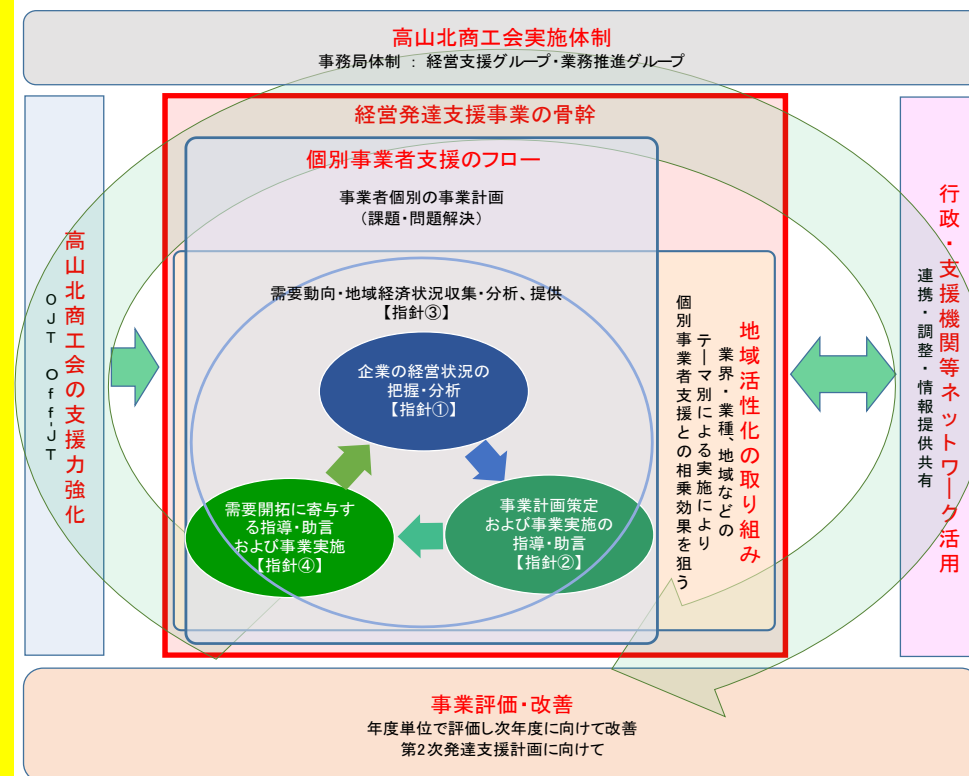 高山北商工会実施体制
事務局体制 ： 経営支援グループ・業務推進グループ
経営発達支援事業の骨幹
個別事業者支援のフロー
事業者個別の事業計画
（課題・問題解決）
需要動向・地域経済状況収集・分析、提供
【指針③】
企業の経営状況の
把握・分析
【指針①】
事業計画策定
および事業実施の
指導・助言
【指針②】
需要開拓に寄与す
る指導・助言
および事業実施
【指針④】
高山北商工会の支援力強化
OJT Off-JT
地域活性化の取り組み
業界・業種、地域などの
テーマ別による実施により
個別事業者支援との相乗効果を狙う
行政・支援機関等ネットワーク活用
連携・調整・情報提供共有
事業評価・改善
年度単位で評価し次年度に向けて改善
第2次発達支援計画に向けて